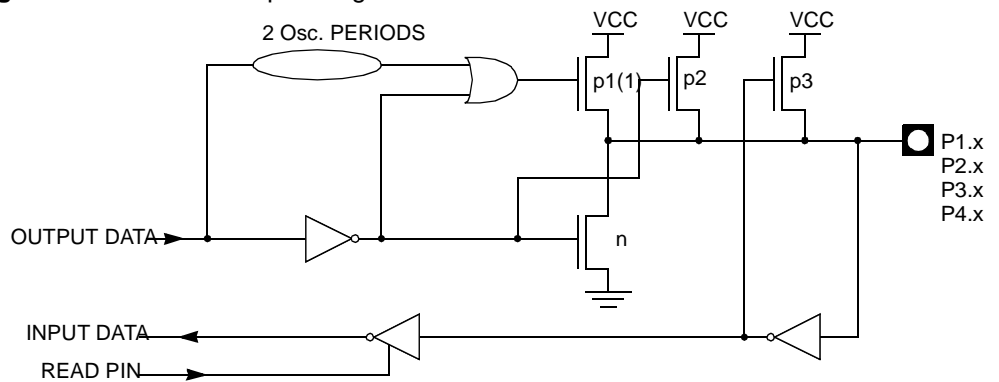 VCC VCC VCC
2 Osc. PERIODS
p1(1) p2 p3
P1.x
P2.x
P3.x
P4.x
OUTPUT DATA
n
INPUT DATA
READ PIN